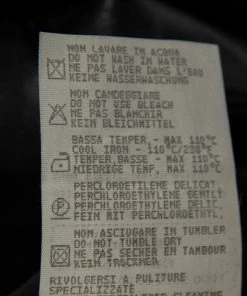 NON LAVARE IN ACQUA
DO NOT WASH IN WATER
NE PAS LAVER DANS L'EAU
KEINE WASSERWASCHUNG
NON CANDEGGIARE
DO NOT USE BLEACH
NE PAS BLANCHIR
KEIN BLEICHMITTEL
BASSA TEMPER. - MAX 110°C
COOL IRON - 110°C/230°F
TEMPER.BASSE - MAX 110°C
NIEDRIGE TEMP. MAX 110°C
PERCLOROETILENE DELICAT.
PERCHLORETHYLENE GENTLE
PERCHLORETHYLENE DELIC.
FEIN MIT PERCHLOROETHYL.
NON ASCIUGARE IN TUMBLER
DO NOT TUMBLE DRY
NE PAS SECHER EN TAMBOUR
KEIN TROCKNER
RIVOLGERSI A PULITURE
SPECIALIZZATE